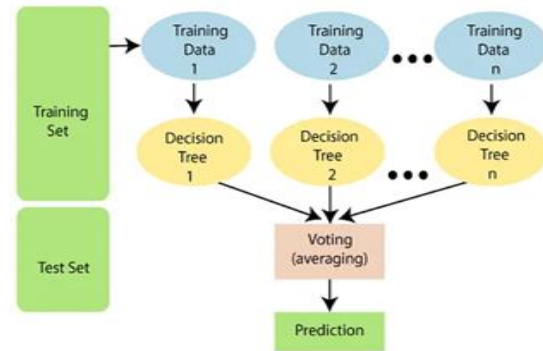 Training
Set
Test Set
Training
Data
1
Training
Data
2
Training
Data
n
Decision
Tree
1
Decision
Tree
2
Decision
Tree
n
Voting
(averaging)
Prediction